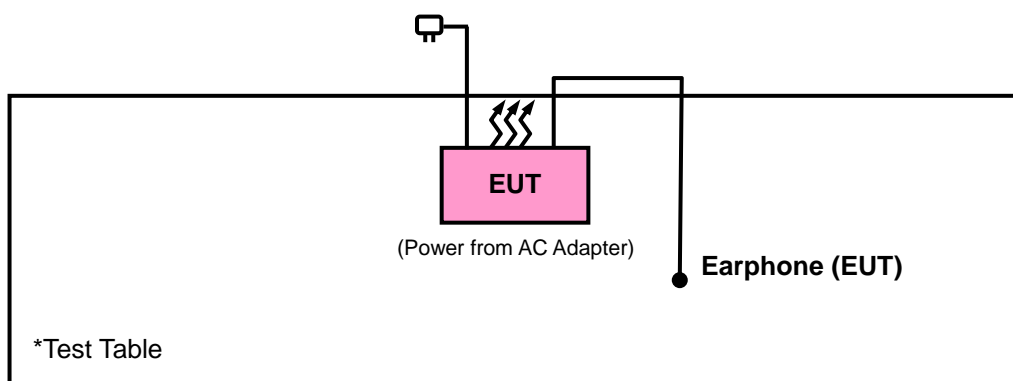 EUT
(Power from AC Adapter)
Earphone (EUT)
*Test Table